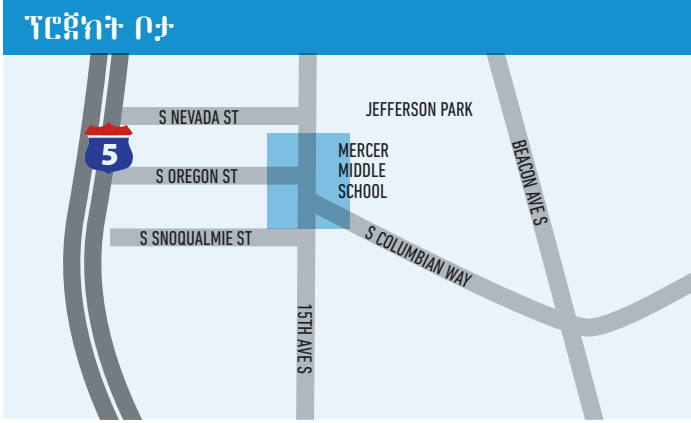 ፕሮጀክት ቦታ
S NEVADA ST
JEFFERSON PARK
5
MERCER
MIDDLE
SCHOOL
S OREGON ST
BEACON AVE S
S SNOQUALMIE ST
S COLUMBIAN WAY
15TH AVE S